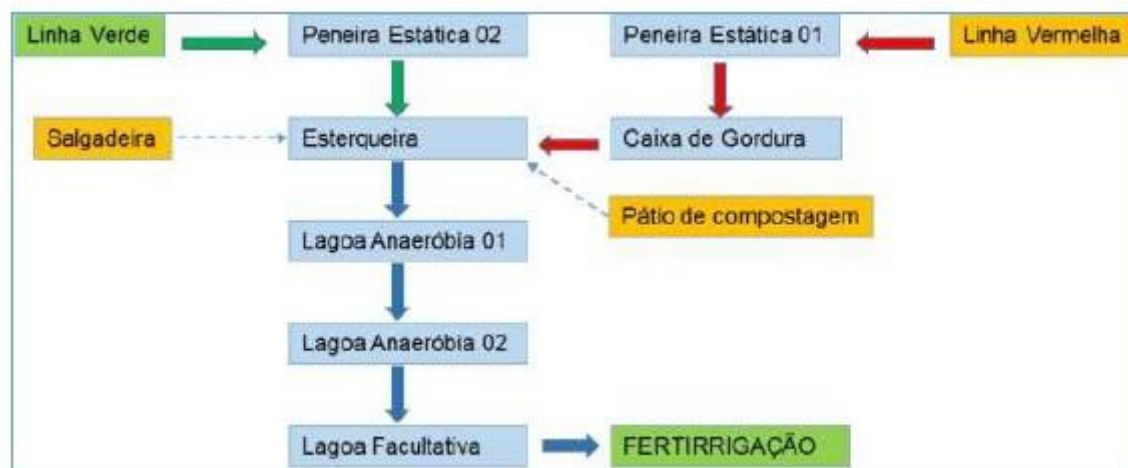 Linha Verde
Peneira Estática 02
Peneira Estática 01
Linha Vermelha
Salgadeira
Esterqueira
Caixa de Gordura
Pátio de compostagem
Lagoa Anaeróbia 01
Lagoa Anaeróbia 02
Lagoa Facultativa
FERTIRRIGAÇÃO